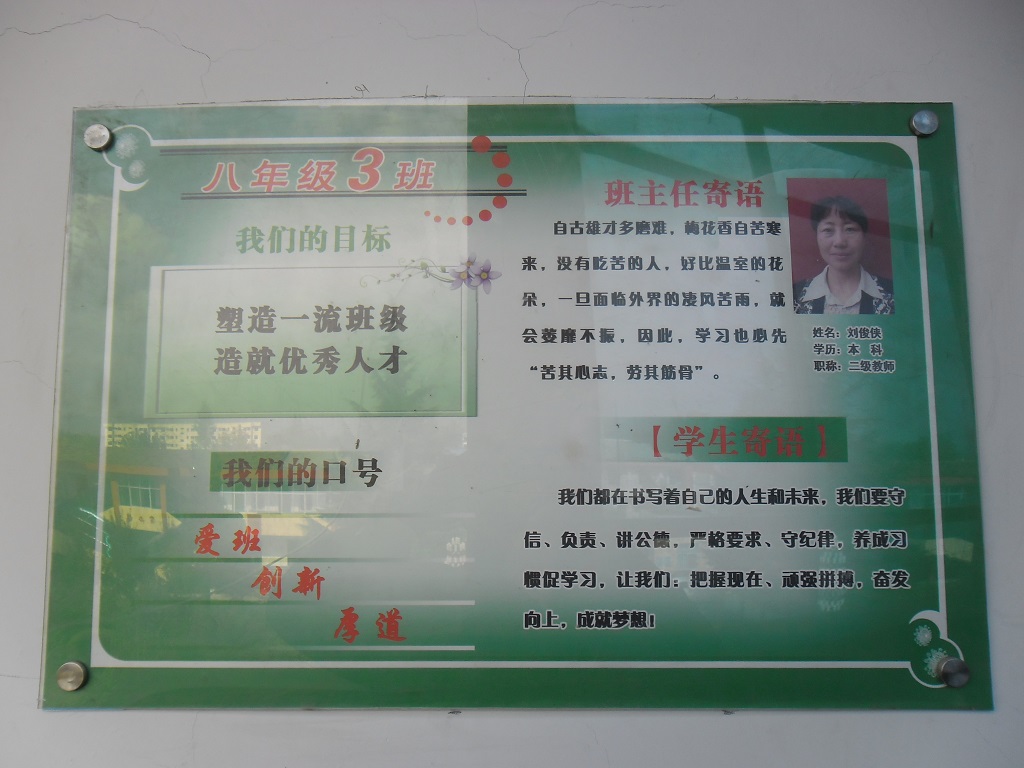 八年级3班
我们的目标
塑造一流班级
造就优秀人才
我们的口号
爱班
创新
厚道
班主任寄语
自古雄才多磨难，梅花香自苦寒
来，没有吃苦的人，好比温室的花
朵，一旦面临外界的凄风苦雨，就
会萎靡不振，因此，学习也必先
“苦其心志，劳其筋骨”。
姓名：刘俊侠
学历：本 科
职称：二级教师
【学生寄语】
我们都在书写着自己的人生和未来，我们要守
信、负责、讲公德，严格要求、守纪律，养成习
惯促学习，让我们：把握现在、顽强拼搏，奋发
向上，成就梦想！